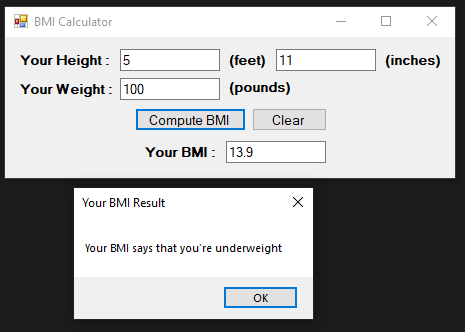 BMI Calculator
Your Height : 5 (feet) 11 (inches)
Your Weight : 100 (pounds)
Compute BMI Clear
Your BMI : 13.9
Your BMI Result
Your BMI says that you're underweight
OK